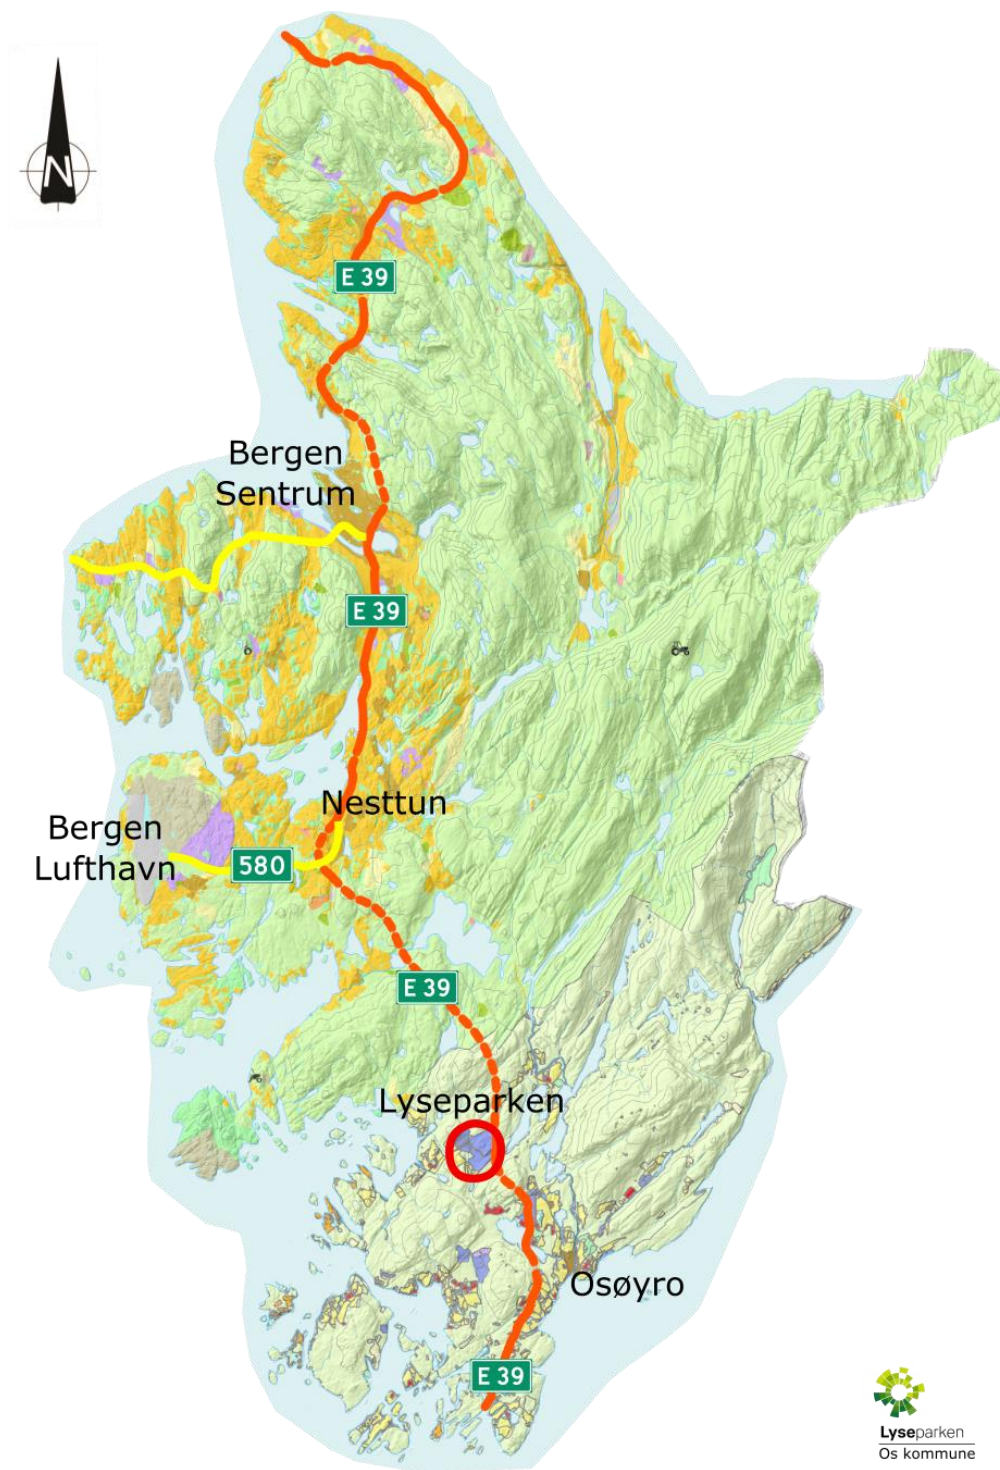 N
E 39
Bergen
Sentrum
E 39
Nesttun
Bergen
Lufthavn
580
E 39
Lyseparken
Osøyro
E 39
Lyseparken
Os kommune